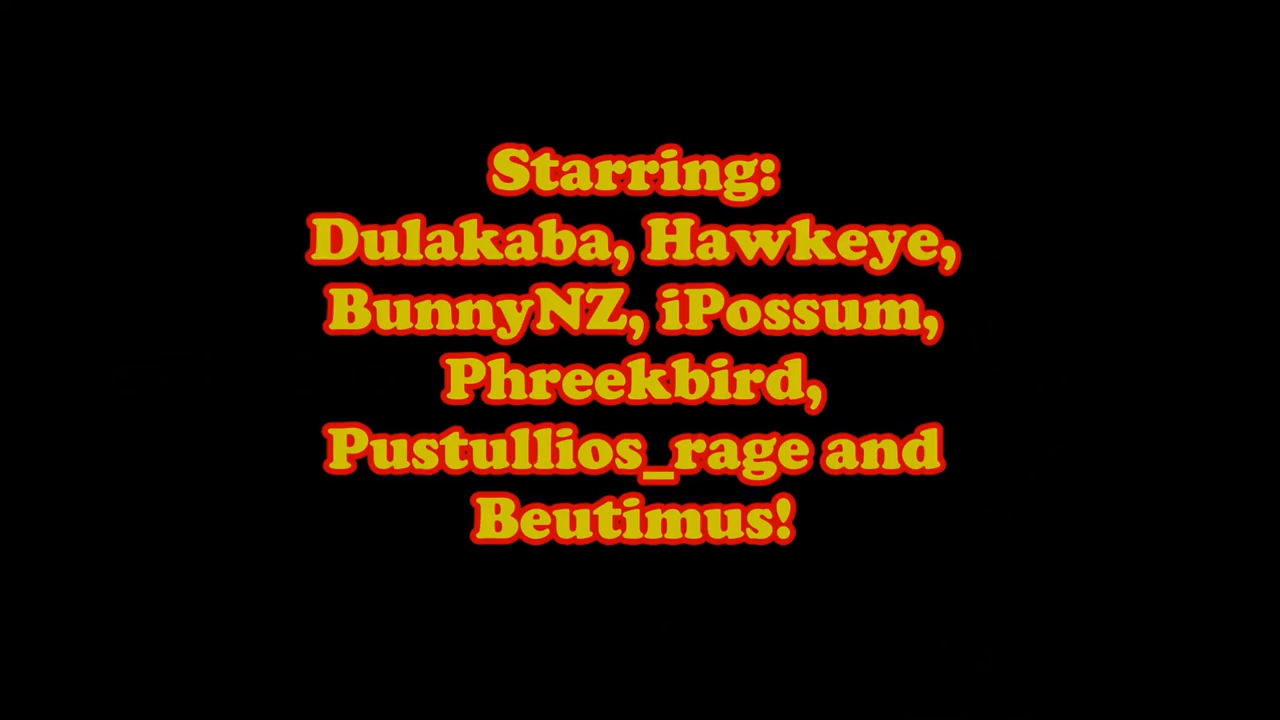 Starring:
Dulakaba, Hawkeye,
BunnyNZ, iPossum,
Phreekbird,
Pustullios_rage and
Beutimus!